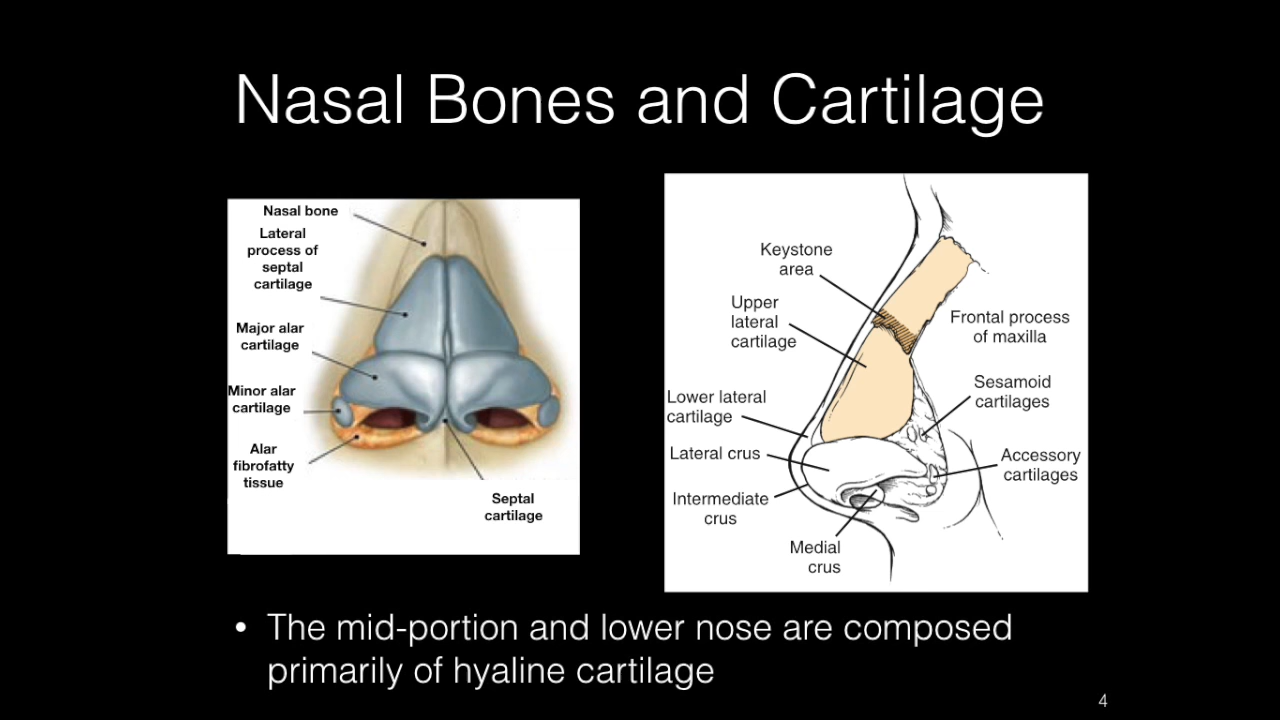 Nasal Bones and Cartilage
Nasal bone
Lateral
process of
septal
cartilage
Major alar
cartilage
Minor alar
cartilage
Alar
fibrofatty
tissue
Septal
cartilage
Keystone
area
Upper
lateral
cartilage
Frontal process
of maxilla
Sesamoid
cartilages
Lower lateral
cartilage
Lateral crus
Accessory
cartilages
Intermediate
crus
Medial
crus
• The mid-portion and lower nose are composed
primarily of hyaline cartilage
4